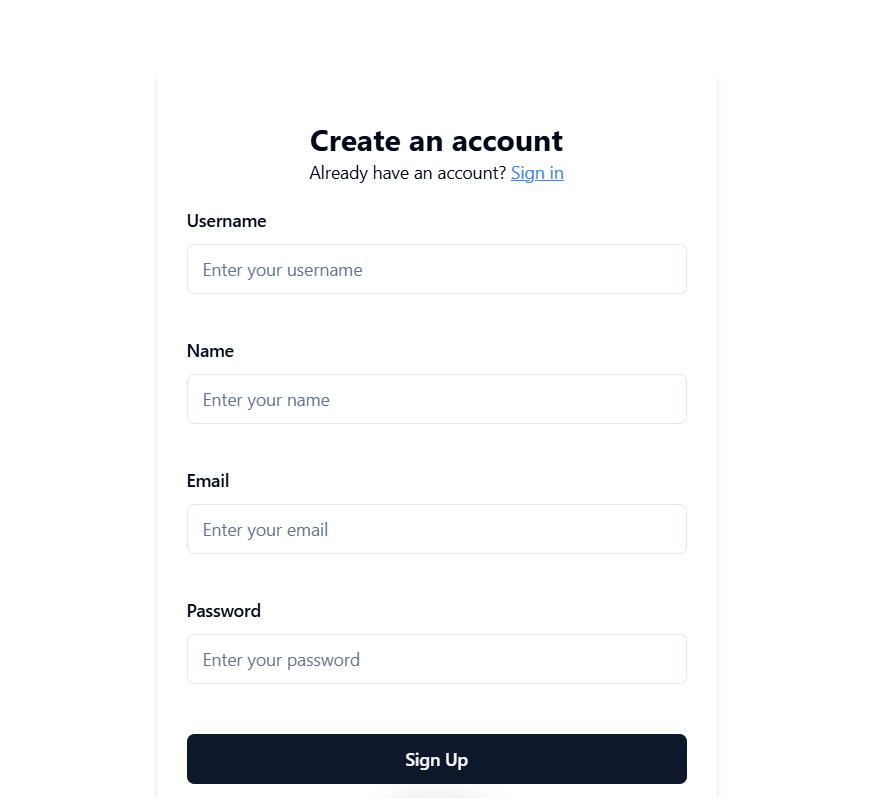 Create an account
Already have an account? Sign in
Username
Enter your username
Name
Enter your name
Email
Enter your email
Password
Enter your password
Sign Up